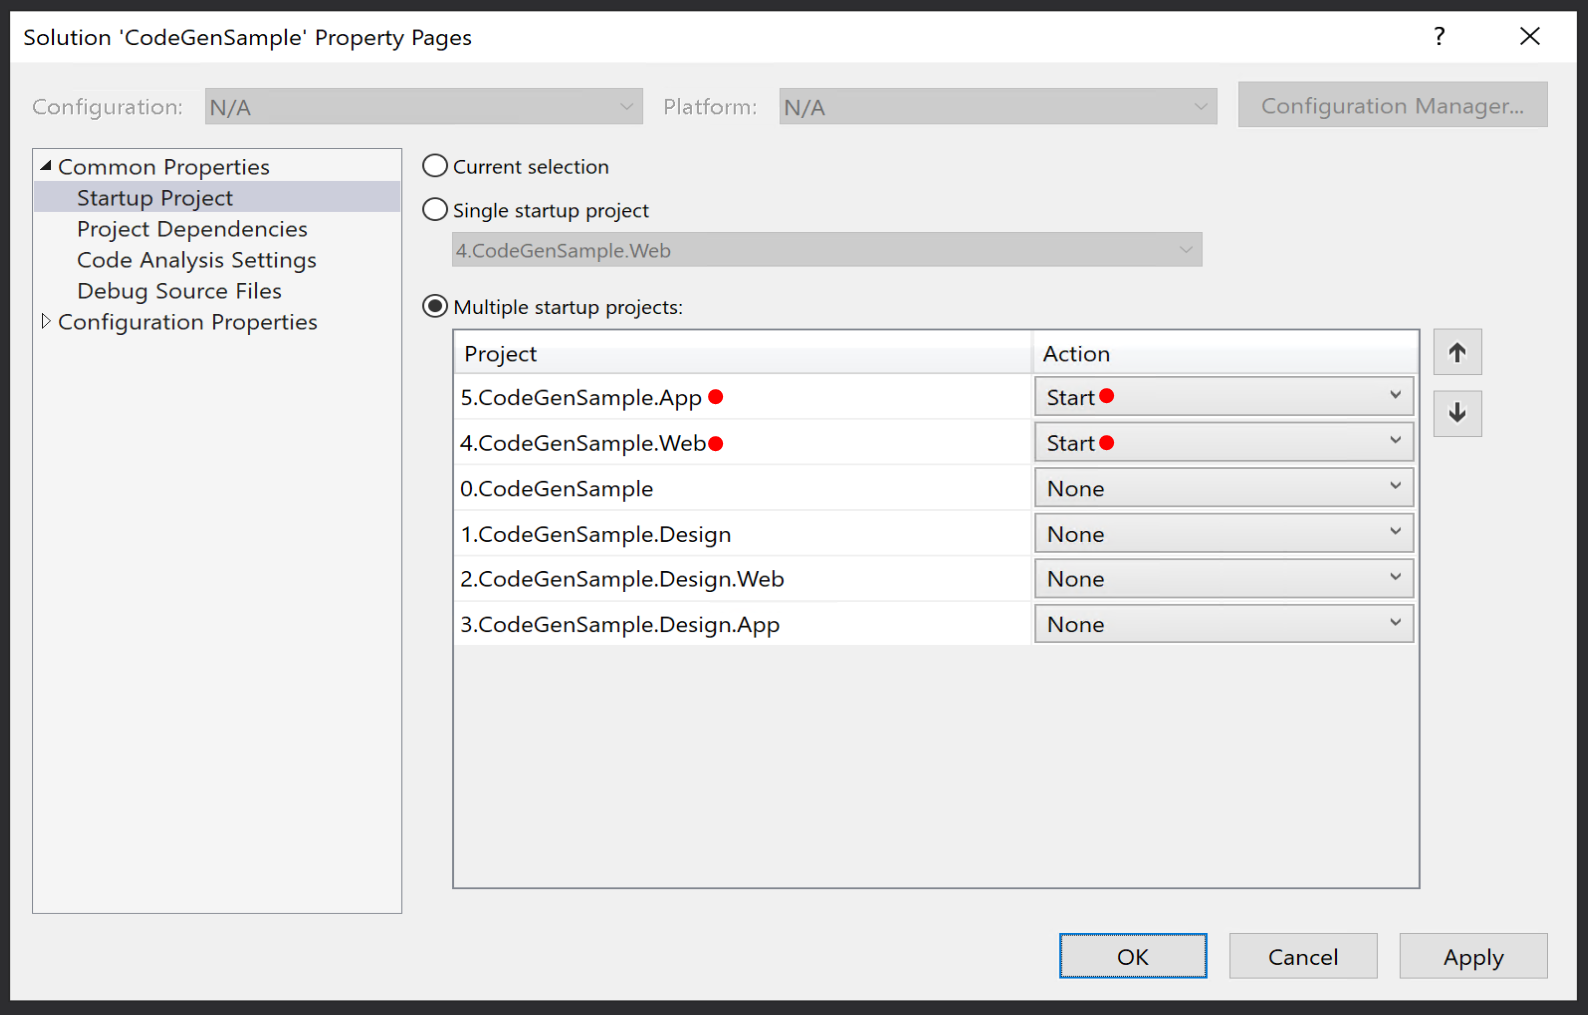 Solution 'CodeGenSample' Property Pages
?
Configuration: N/A Platform: N/A Configuration Manager...
Common Properties
Startup Project
Project Dependencies
Code Analysis Settings
Debug Source Files
Configuration Properties
Current selection
Single startup project
4.CodeGenSample.Web
Multiple startup projects:
Project Action
5.CodeGenSample.App Start
4.CodeGenSample.Web Start
0.CodeGenSample None
1.CodeGenSample.Design None
2.CodeGenSample.Design.Web None
3.CodeGenSample.Design.App None
OK Cancel Apply